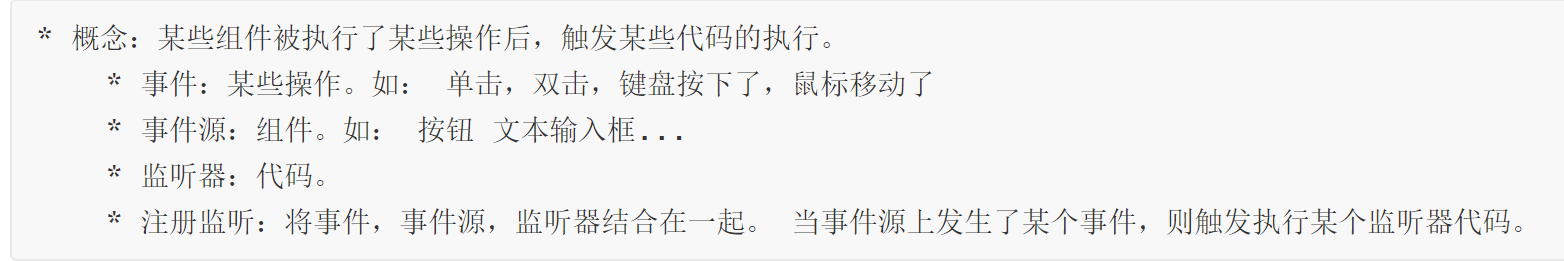 * 概念：某些组件被执行了某些操作后，触发某些代码的执行。
* 事件：某些操作。如： 单击，双击，键盘按下了，鼠标移动了
* 事件源：组件。如： 按钮 文本输入框...
* 监听器：代码。
* 注册监听：将事件，事件源，监听器结合在一起。 当事件源上发生了某个事件，则触发执行某个监听器代码。